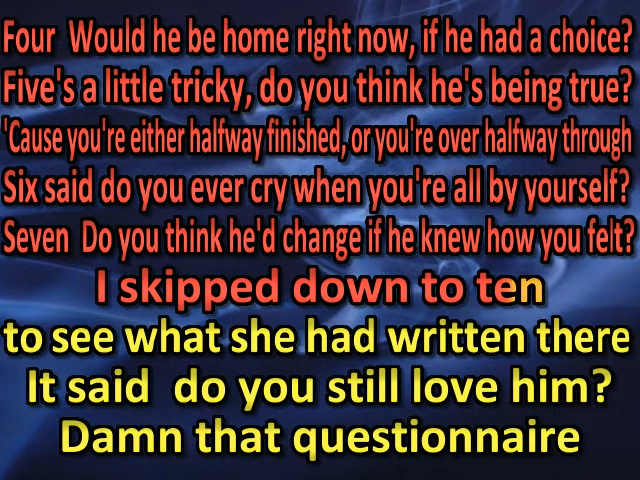 Four  Would he be home right now, if he had a choice?
Five's a little tricky, do you think he's being true?
'Cause you're either halfway finished, or you're over halfway through
Six said do you ever cry when you're all by yourself?
Seven  Do you think he'd change if he knew how you felt?
I skipped down to ten
to see what she had written there
It said  do you still love him?
Damn that questionnaire